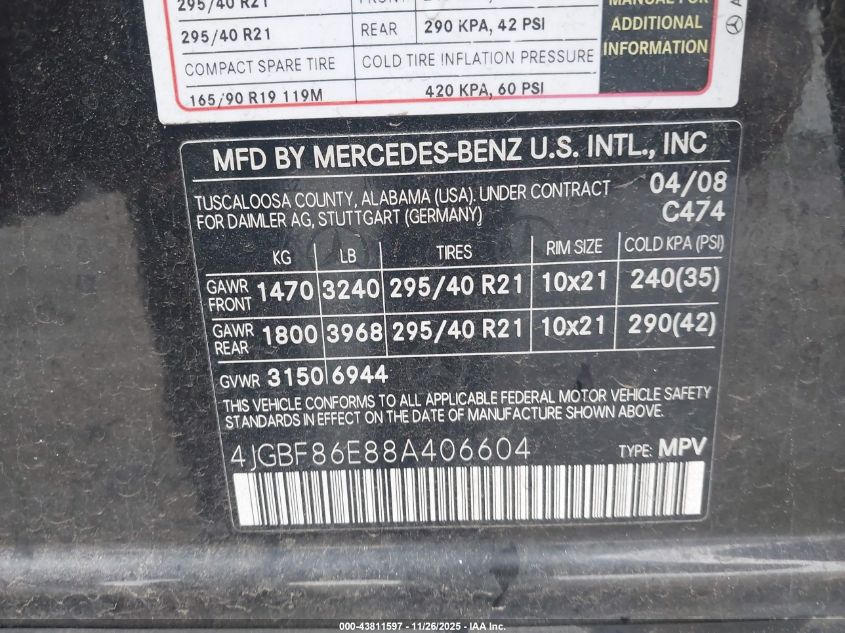 295/40 R21 FRONT
MANUAL FOR
295/40 R21 REAR 290 KPA, 42 PSI
ADDITIONAL
INFORMATION
COMPACT SPARE TIRE COLD TIRE INFLATION PRESSURE
165/90 R19 119M 420 KPA, 60 PSI
MFD BY MERCEDES-BENZ U.S. INTL., INC
TUSCALOOSA COUNTY, ALABAMA (USA). UNDER CONTRACT 04/08
FOR DAIMLER AG, STUTTGART (GERMANY) C474
KG LB TIRES RIM SIZE COLD KPA (PSI)
GAWR FRONT 1470 3240 295/40 R21 10x21 240(35)
GAWR REAR 1800 3968 295/40 R21 10x21 290(42)
GVWR 3150 6944
THIS VEHICLE CONFORMS TO ALL APPLICABLE FEDERAL MOTOR VEHICLE SAFETY
STANDARDS IN EFFECT ON THE DATE OF MANUFACTURE SHOWN ABOVE.
4JGBF86E88A406604 TYPE: MPV
000-43811597 - 11/26/2025 - IAA Inc.